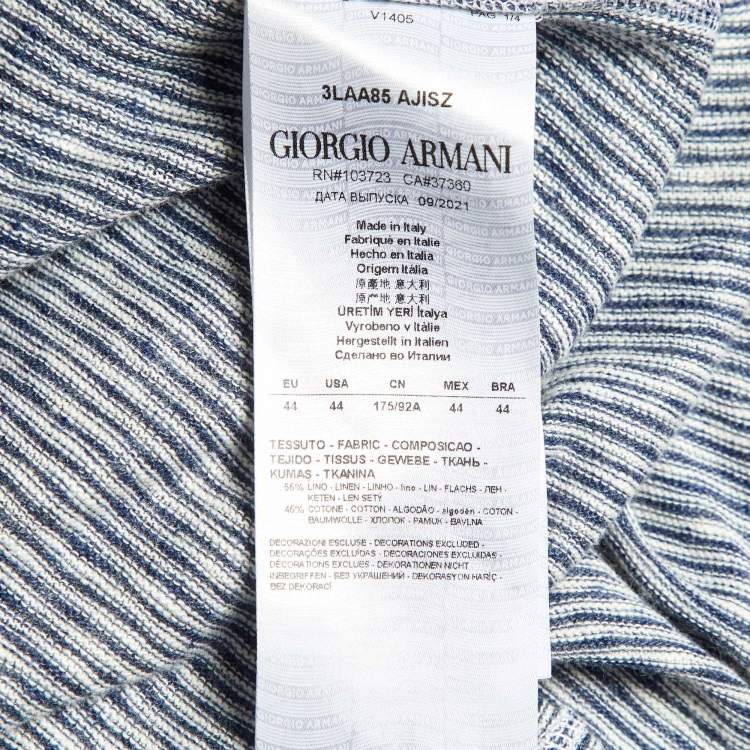 V1405 PAG 1/4
3LAA85 AJISZ
GIORGIO ARMANI
RN#103723 CA#37360
ДАТА ВЫПУСКА 09/2021
Made in Italy
Fabriqué en Italie
Hecho en Italia
Origem Itália
原產地 意大利
原产地 意大利
ÜRETİM YERİ İtalya
Vyrobeno v Itálie
Hergestellt in Italien
Сделано во Италии
EU USA CN MEX BRA
44 44 175/92A 44 44
TESSUTO - FABRIC - COMPOSICAO -
TEJIDO - TISSUS - GEWEBE - ТКАНЬ -
KUMAS - TKANINA
LINO - LINEN - LINHO - lino - LIN - FLACHS - ЛЕН -
KETEN - LEN SETÝ
COTONE - COTTON - ALGODÃO - algodón - COTON -
BAUMWOLLE - ХЛОПОК - PAMUK - BAVLNA
DECORAZIONI ESCLUSE - DECORATIONS EXCLUDED -
DECORAÇÕES EXCLUÍDAS - DECORACIONES EXCLUIDAS -
DÉCORATIONS EXCLUES - DEKORATIONEN NICHT
INBEGRIFFEN - БЕЗ УКРАШЕНИЙ - DEKORASYON HARİÇ -
BEZ DEKORACÍ